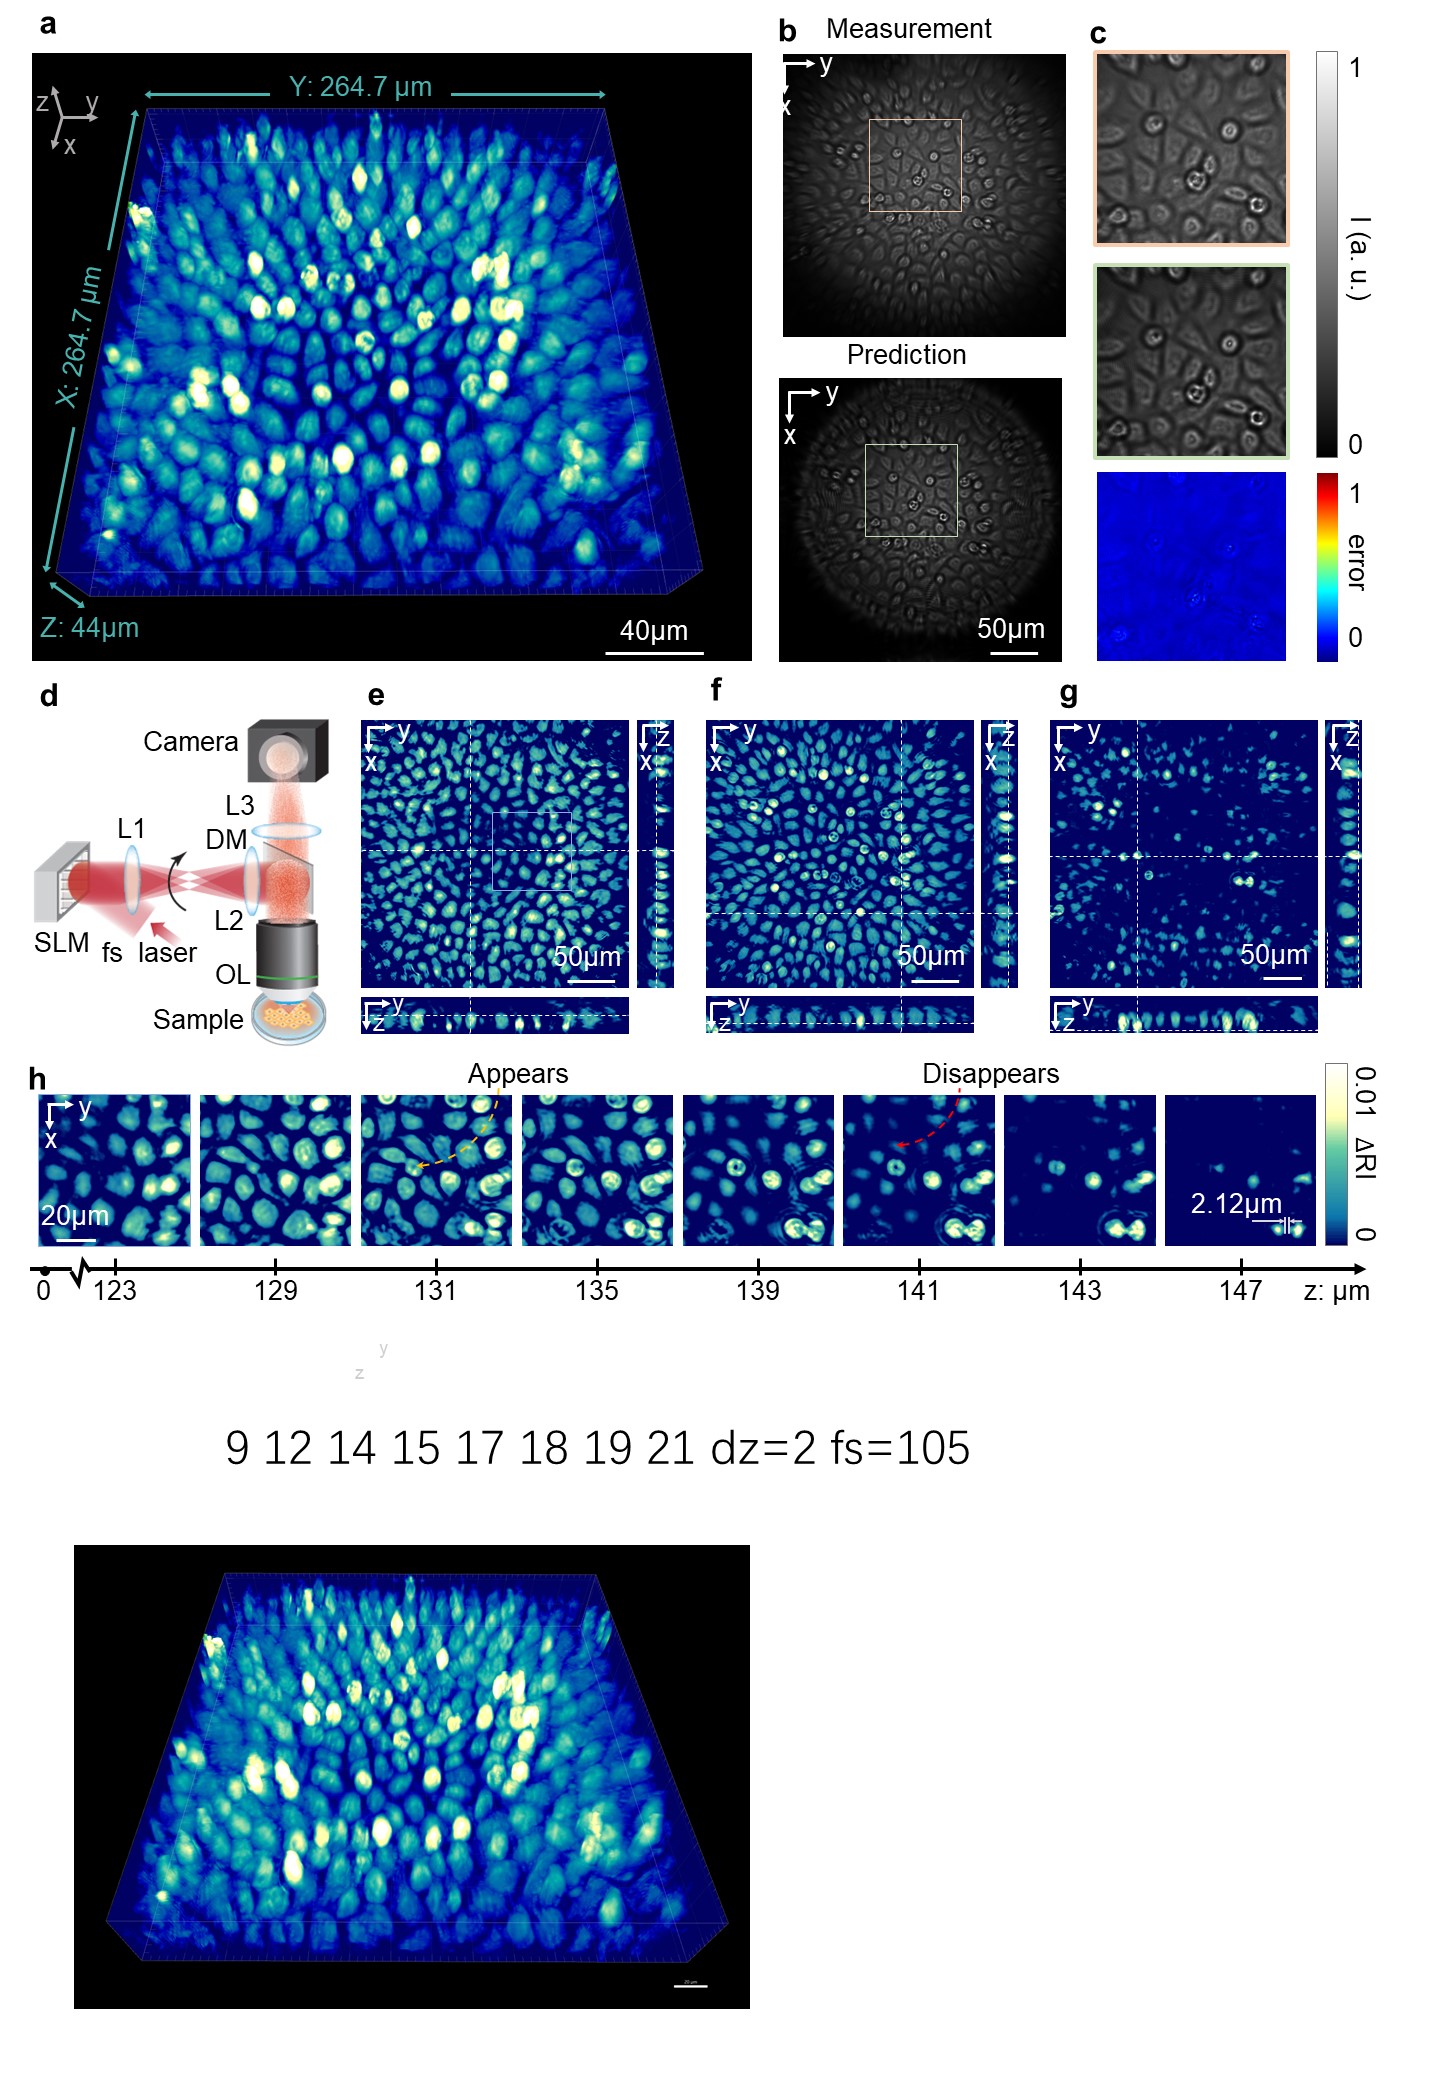 a
Y: 264.7 μm
z
y
x
X: 264.7 μm
Z: 44μm
40μm
b
Measurement
y
x
Prediction
y
x
50μm
c
1
I (a. u.)
0
1
error
0
d
Camera
L3
DM
L1
L2
SLM
fs laser
OL
Sample
e
y
x
50μm
z
x
y
z
f
y
x
50μm
z
x
y
z
g
y
x
50μm
z
x
y
z
h
Appears
Disappears
y
x
20μm
2.12μm
0.01
ΔRI
0
0 123 129 131 135 139 141 143 147 z: μm
y
z
9 12 14 15 17 18 19 21 dz=2 fs=105